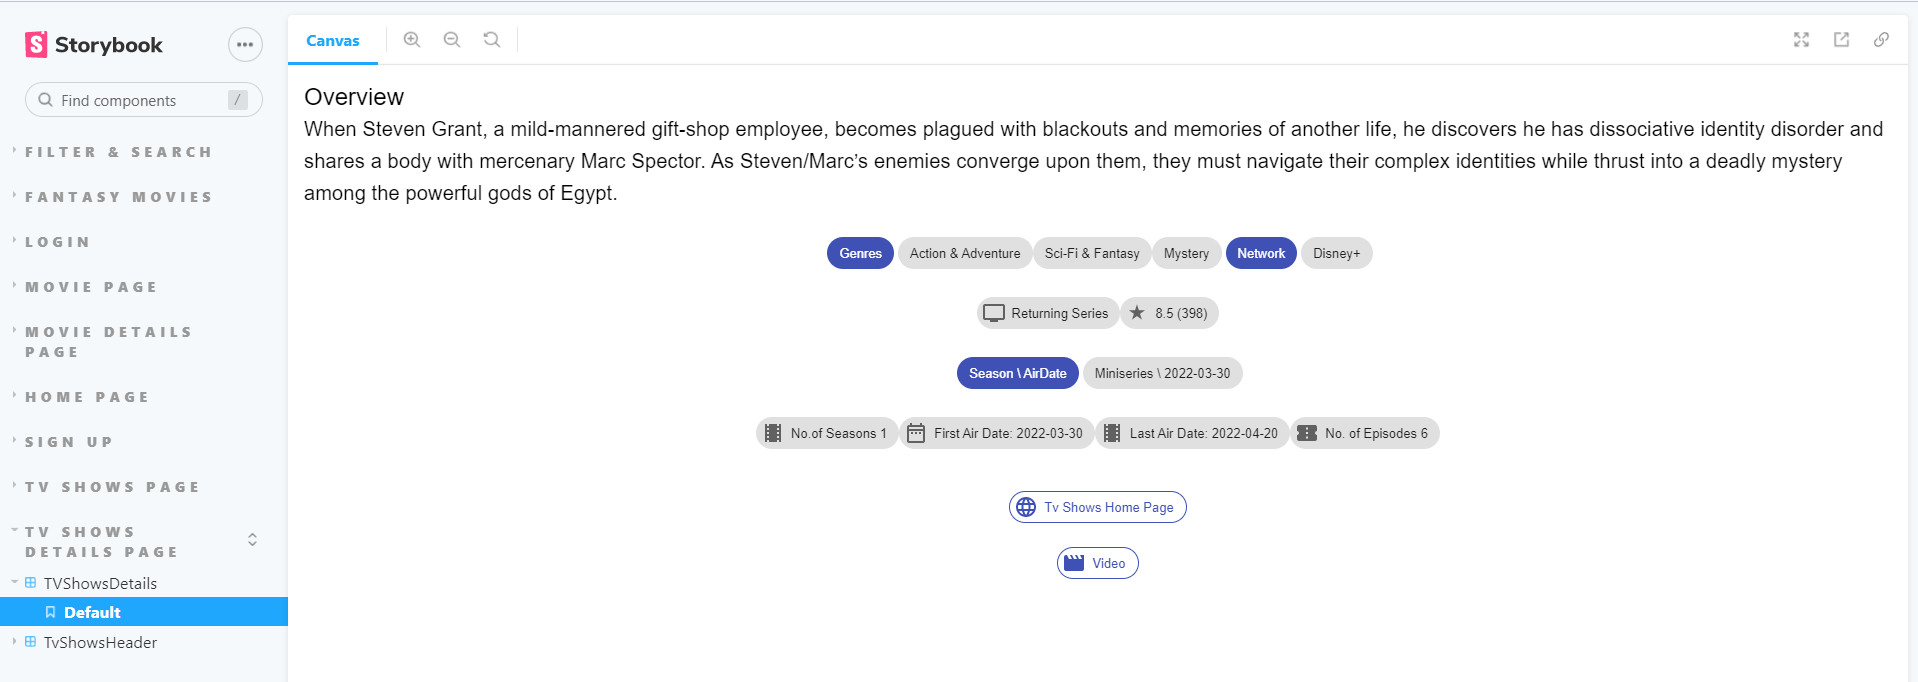 Storybook
Find components /
FILTER & SEARCH
FANTASY MOVIES
LOGIN
MOVIE PAGE
MOVIE DETAILS
PAGE
HOME PAGE
SIGN UP
TV SHOWS PAGE
TV SHOWS
DETAILS PAGE
TVShowsDetails
Default
TvShowsHeader
Canvas
Overview
When Steven Grant, a mild-mannered gift-shop employee, becomes plagued with blackouts and memories of another life, he discovers he has dissociative identity disorder and
shares a body with mercenary Marc Spector. As Steven/Marc’s enemies converge upon them, they must navigate their complex identities while thrust into a deadly mystery
among the powerful gods of Egypt.
Genres Action & Adventure Sci-Fi & Fantasy Mystery Network Disney+
Returning Series 8.5 (398)
Season \ AirDate Miniseries \ 2022-03-30
No.of Seasons 1 First Air Date: 2022-03-30 Last Air Date: 2022-04-20 No. of Episodes 6
Tv Shows Home Page
Video